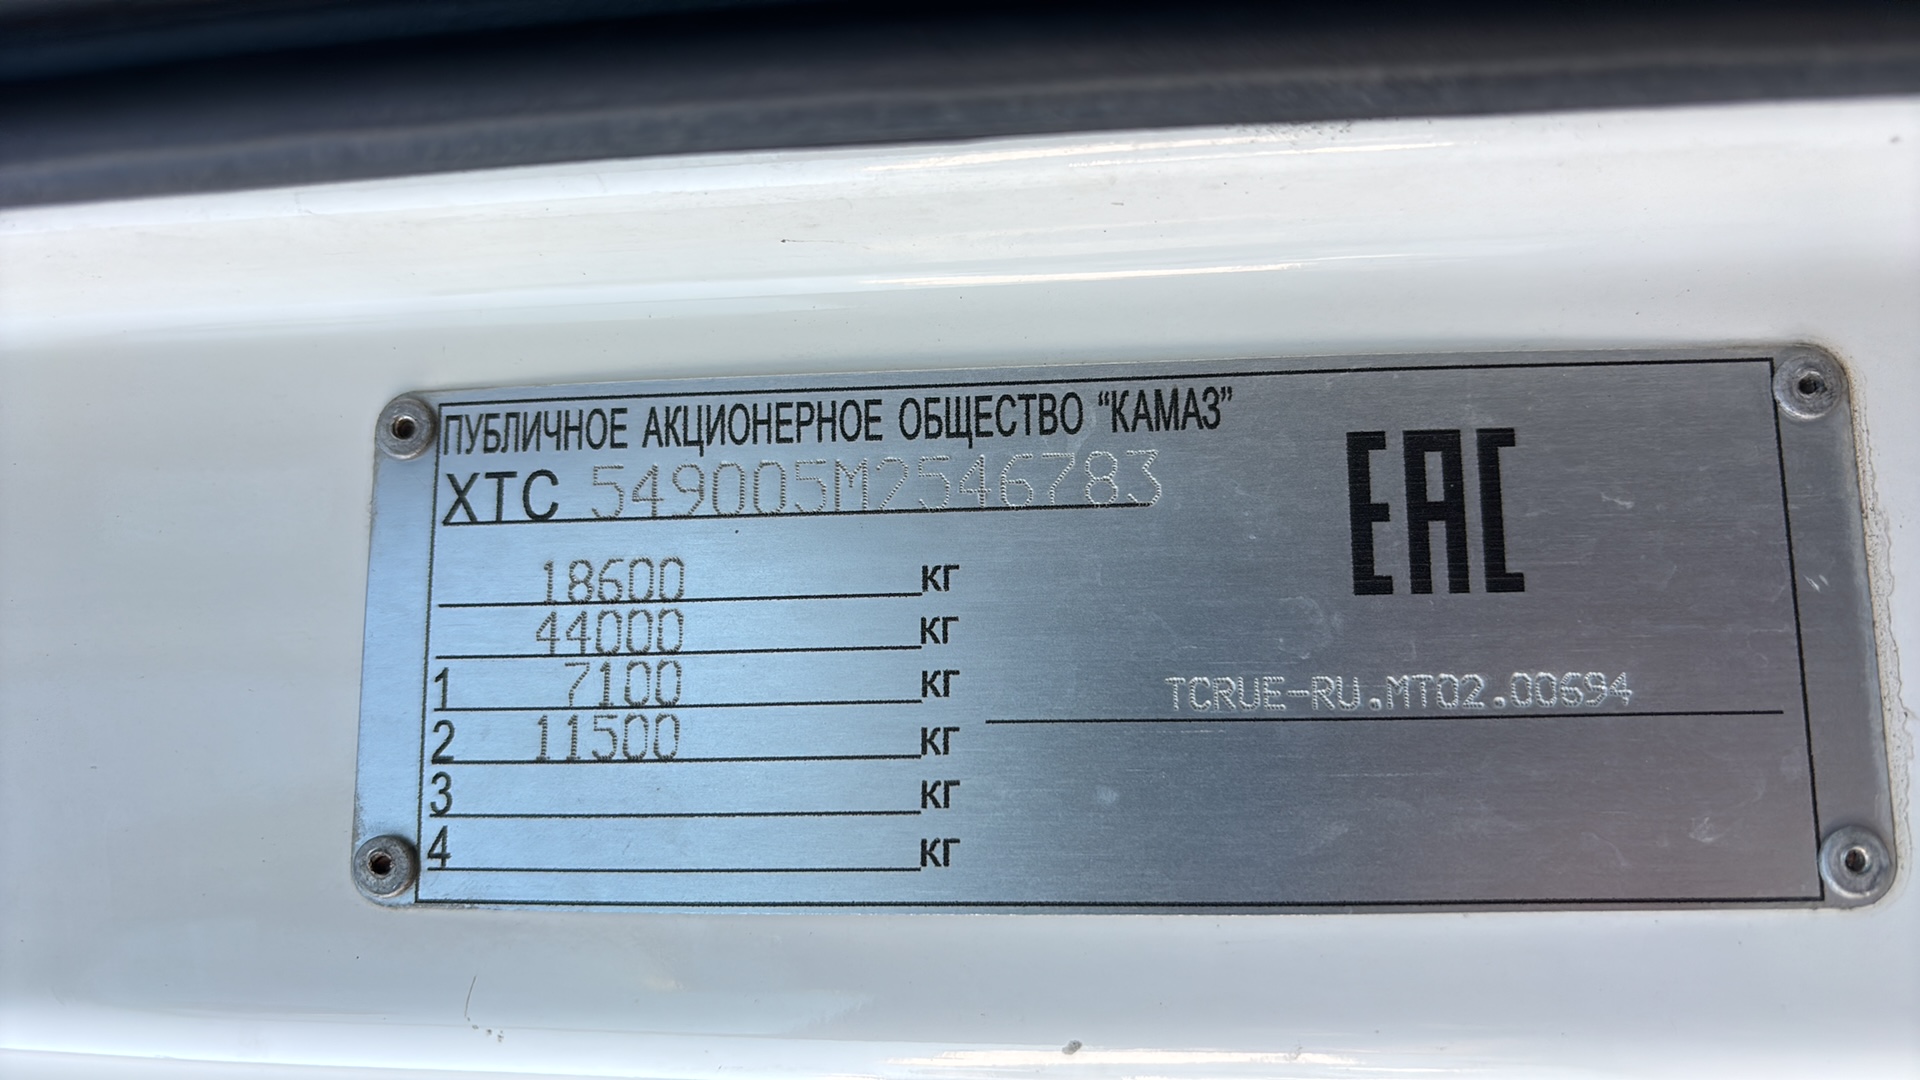 ПУБЛИЧНОЕ АКЦИОНЕРНОЕ ОБЩЕСТВО “КАМАЗ”
XTC 549005M2546783
EAC
18600 кг
44000 кг
1 7100 кг
TCRUE-RU.MT02.00694
2 11500 кг
3 кг
4 кг